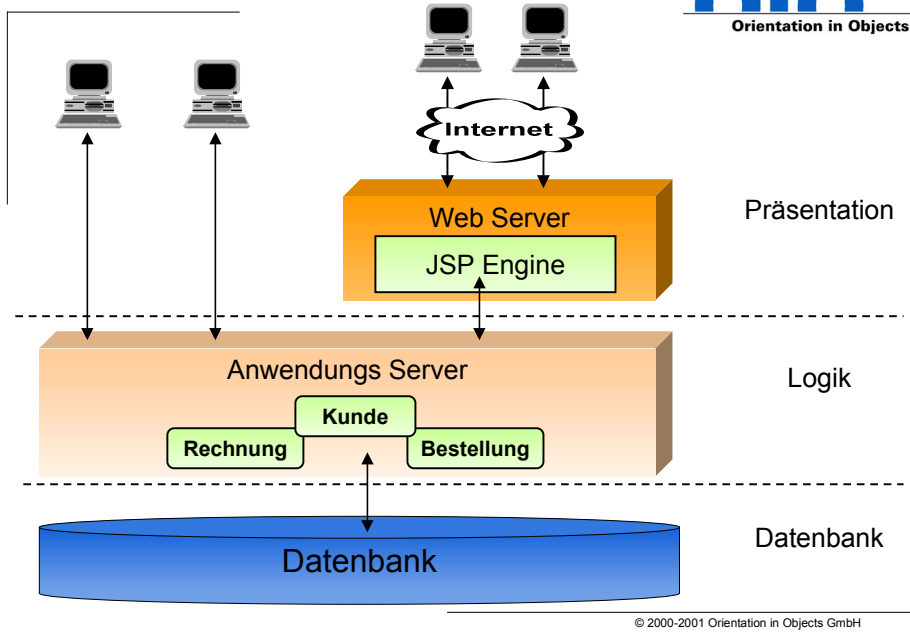 Orientation in Objects
Internet
Web Server
Präsentation
JSP Engine
Anwendungs Server
Logik
Kunde
Rechnung
Bestellung
Datenbank
Datenbank
© 2000-2001 Orientation in Objects GmbH